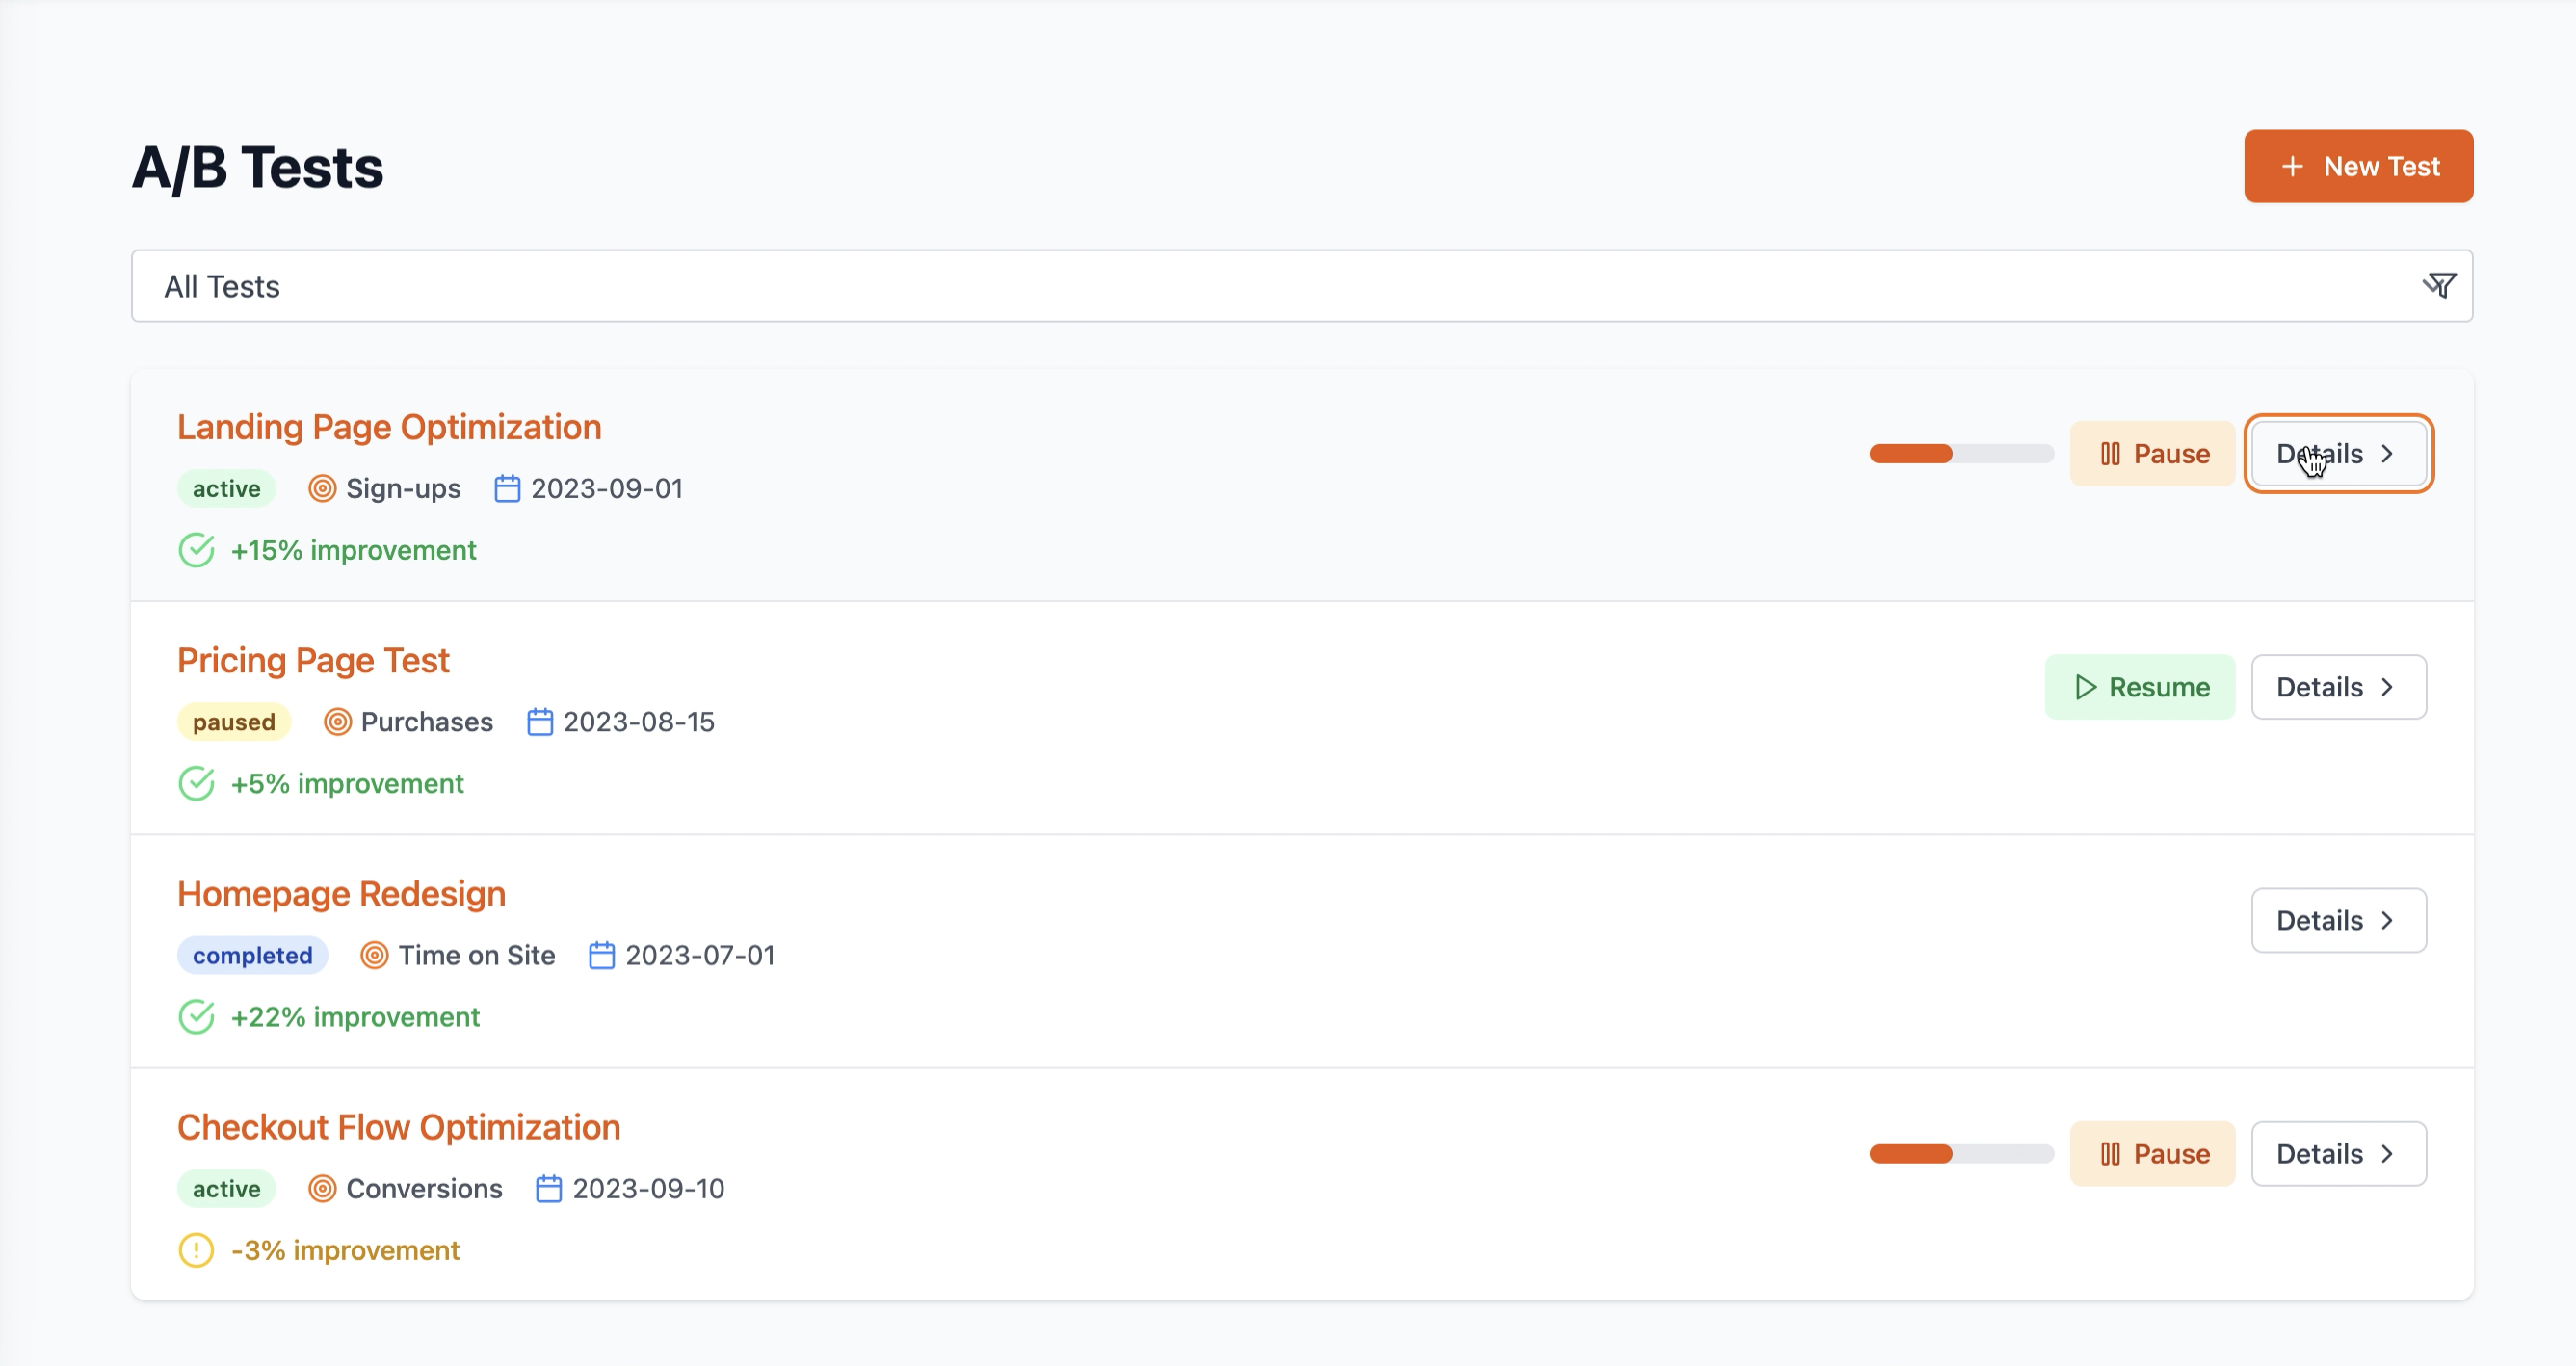 A/B Tests
New Test
All Tests
Landing Page Optimization
active Sign-ups 2023-09-01
+15% improvement
Pause Details
Pricing Page Test
paused Purchases 2023-08-15
+5% improvement
Resume Details
Homepage Redesign
completed Time on Site 2023-07-01
+22% improvement
Details
Checkout Flow Optimization
active Conversions 2023-09-10
-3% improvement
Pause Details